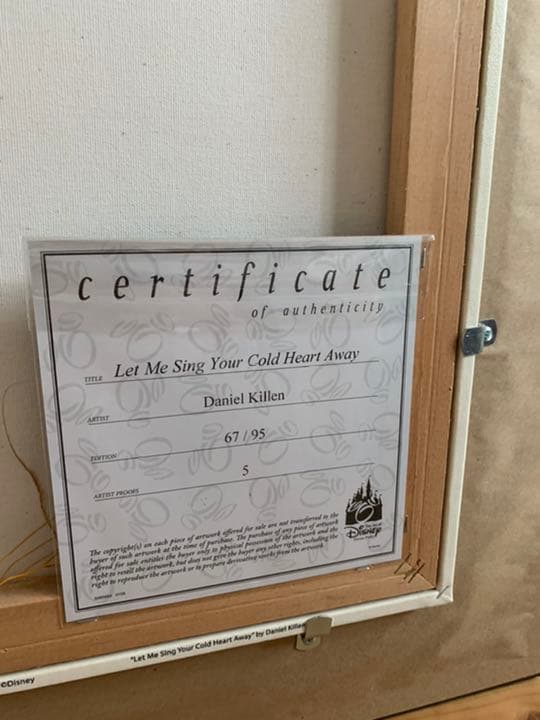 certificate
of authenticity
TITLE Let Me Sing Your Cold Heart Away
ARTIST Daniel Killen
EDITION 67 / 95
ARTIST PROOFS 5
The copyright(s) on each piece of artwork offered for sale are not transferred to the
buyer of such artwork at the time of purchase. The purchase of any piece of artwork
offered for sale entitles the buyer only to physical possession of the artwork and the
right to resell the artwork, but does not give the buyer any other rights, including the
right to reproduce the artwork or to prepare derivative works from the artwork.
Disney
©Disney
"Let Me Sing Your Cold Heart Away" by Daniel Killen